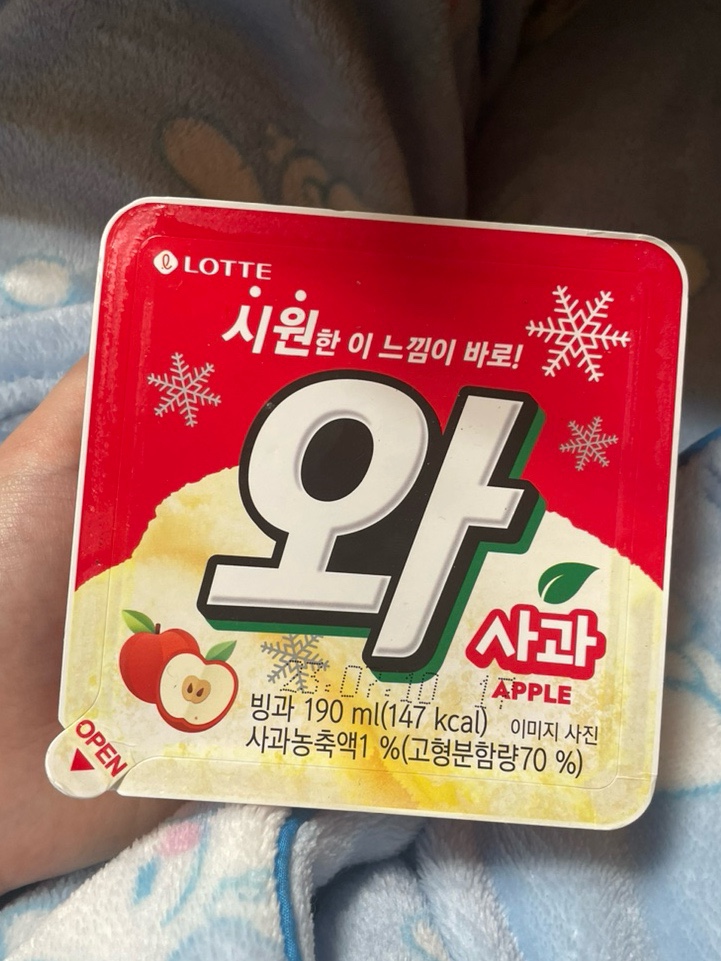 LOTTE
시원한 이 느낌이 바로!
와
사과
APPLE
빙과 190 ml(147 kcal) 이미지 사진
사과농축액1 %(고형분함량70 %)
OPEN